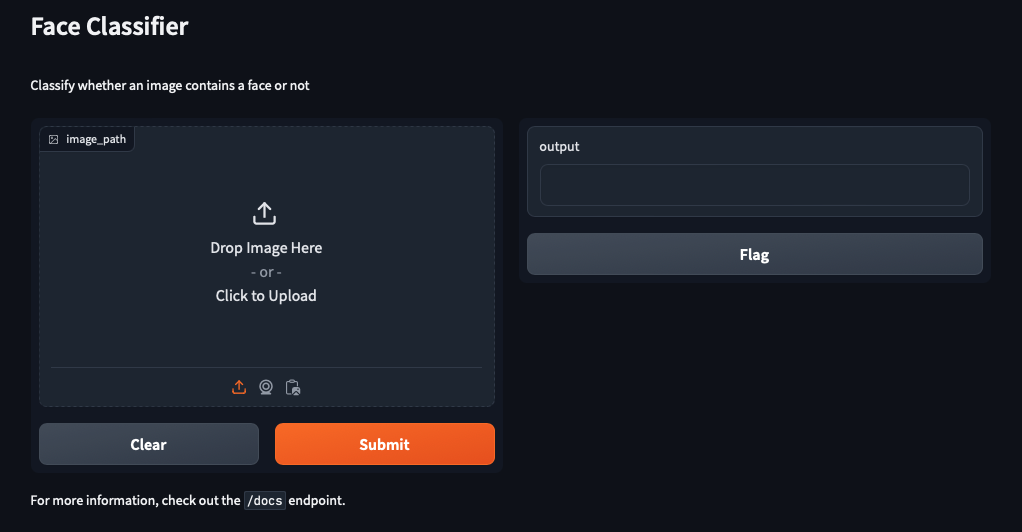 Face Classifier
Classify whether an image contains a face or not
image_path
Drop Image Here
- or -
Click to Upload
Clear
Submit
output
Flag
For more information, check out the /docs endpoint.